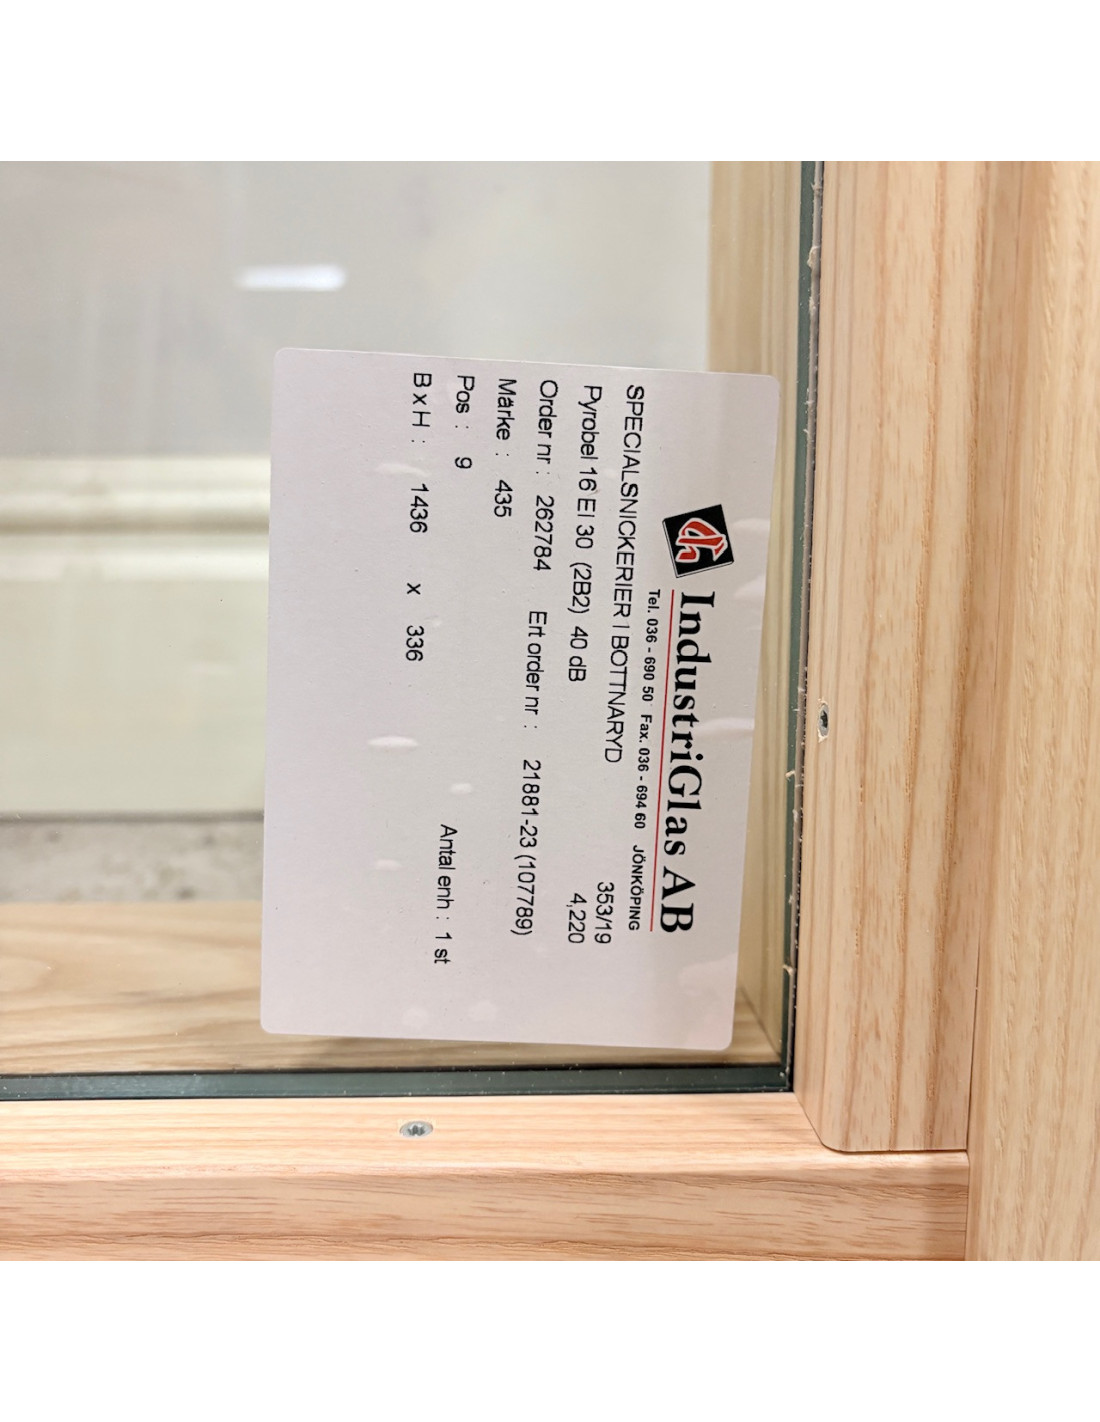 IndustriGlas AB
Tel. 036 - 690 50 Fax. 036 - 694 60 JÖNKÖPING
SPECIALSNICKERIER I BOTTNARYD 353/19
Pyrobel 16 EI 30 (2B2) 40 dB 4,220
Order nr : 262784 Ert order nr : 21881-23 (107789)
Märke : 435
Pos : 9 Antal enh : 1 st
B x H : 1436 x 336